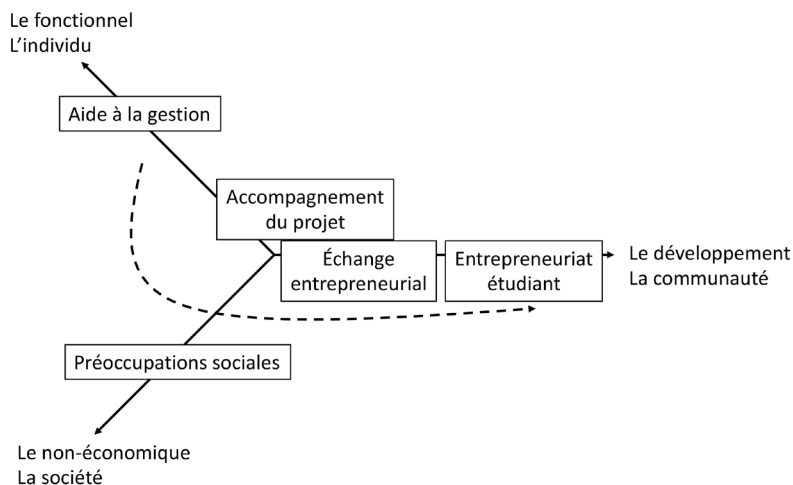 Le fonctionnel
L’individu
Aide à la gestion
Accompagnement
du projet
Échange
entrepreneurial
Entrepreneuriat
étudiant
Le développement
La communauté
Préoccupations sociales
Le non-économique
La société